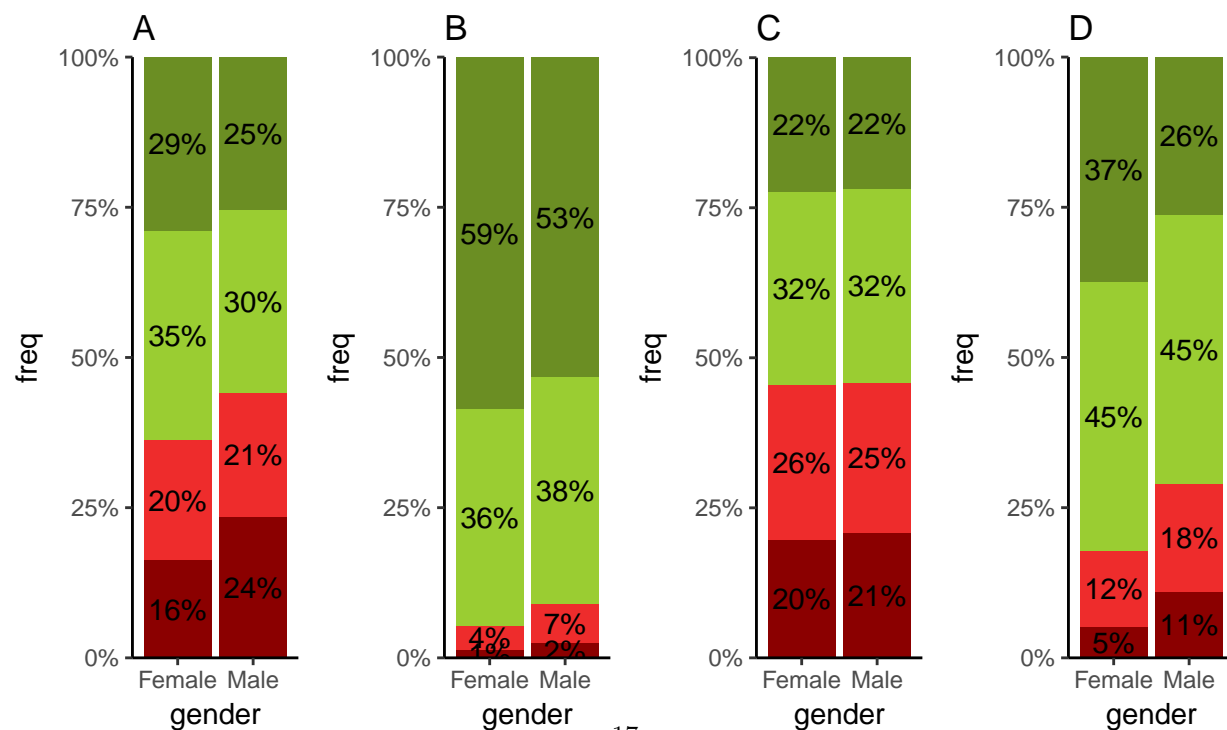 A B C D
100% 100% 100% 100%
29% 25% 59% 53% 22% 22% 37% 26%
75% 75% 75% 75%
35% 30% 36% 38% 32% 32% 45% 45%
50% 50% 50% 50%
20% 21% 4% 7% 26% 25% 12% 18%
25% 25% 25% 25%
16% 24% 1% 2% 20% 21% 5% 11%
0% 0% 0% 0%
freq freq freq freq
Female Male Female Male Female Male Female Male
gender gender gender gender
17